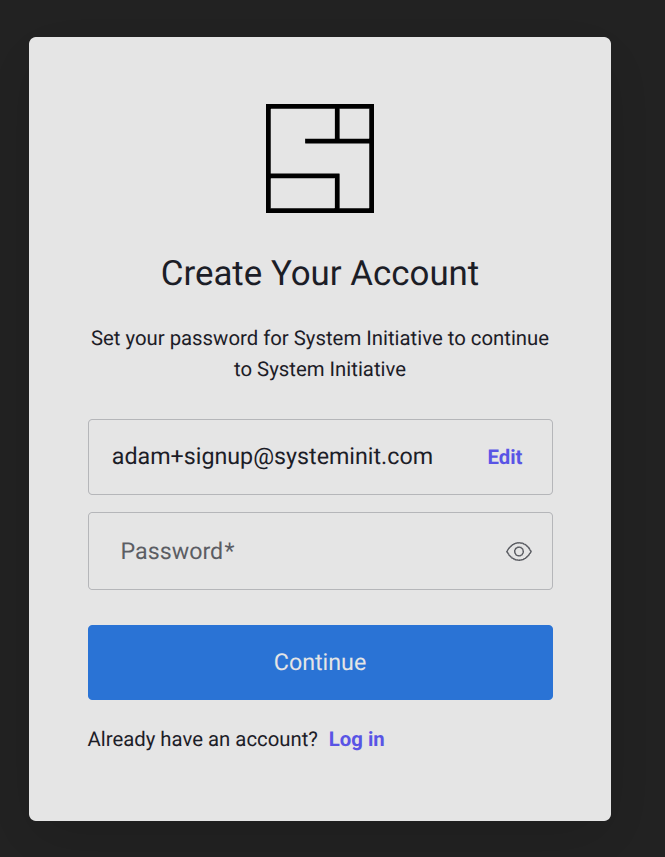 Create Your Account
Set your password for System Initiative to continue
to System Initiative
adam+signup@systeminit.com Edit
Password*
Continue
Already have an account? Log in